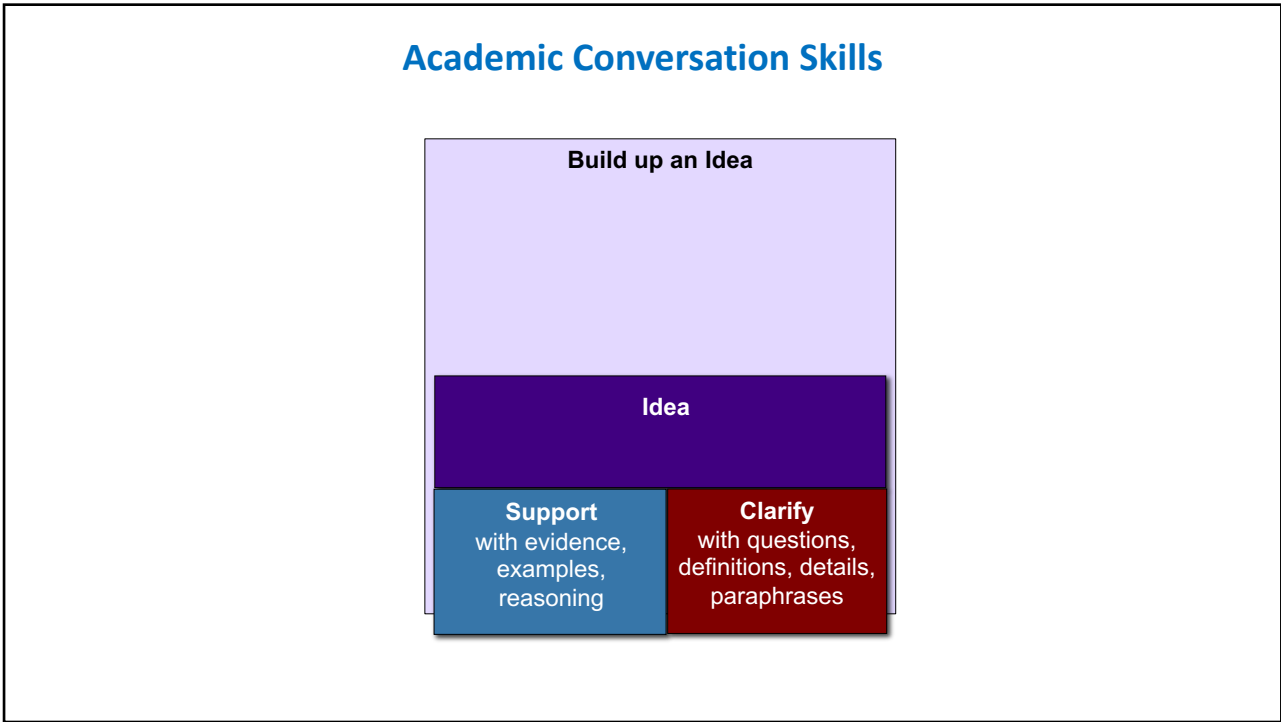 Academic Conversation Skills
Build up an Idea
Idea
Support
with evidence,
examples,
reasoning
Clarify
with questions,
definitions, details,
paraphrases